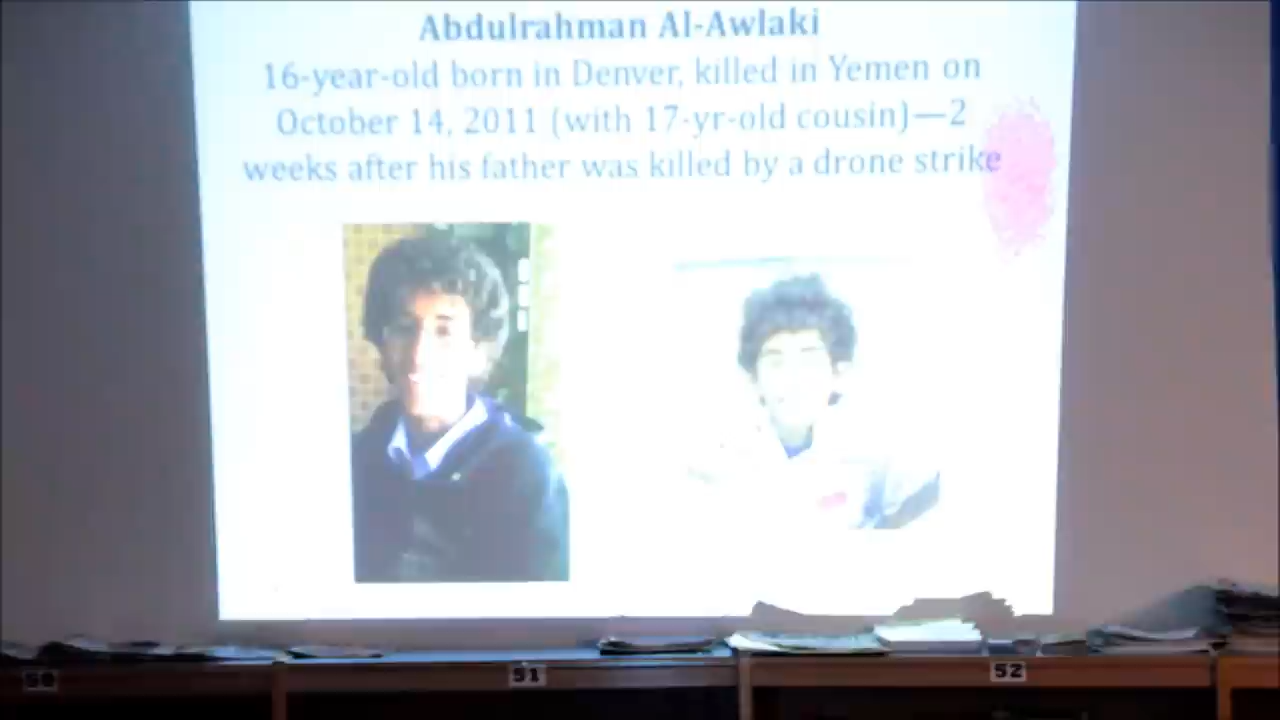 Abdulrahman Al-Awlaki
16-year-old born in Denver, killed in Yemen on
October 14, 2011 (with 17-yr-old cousin)—2
weeks after his father was killed by a drone strike
50
51
52